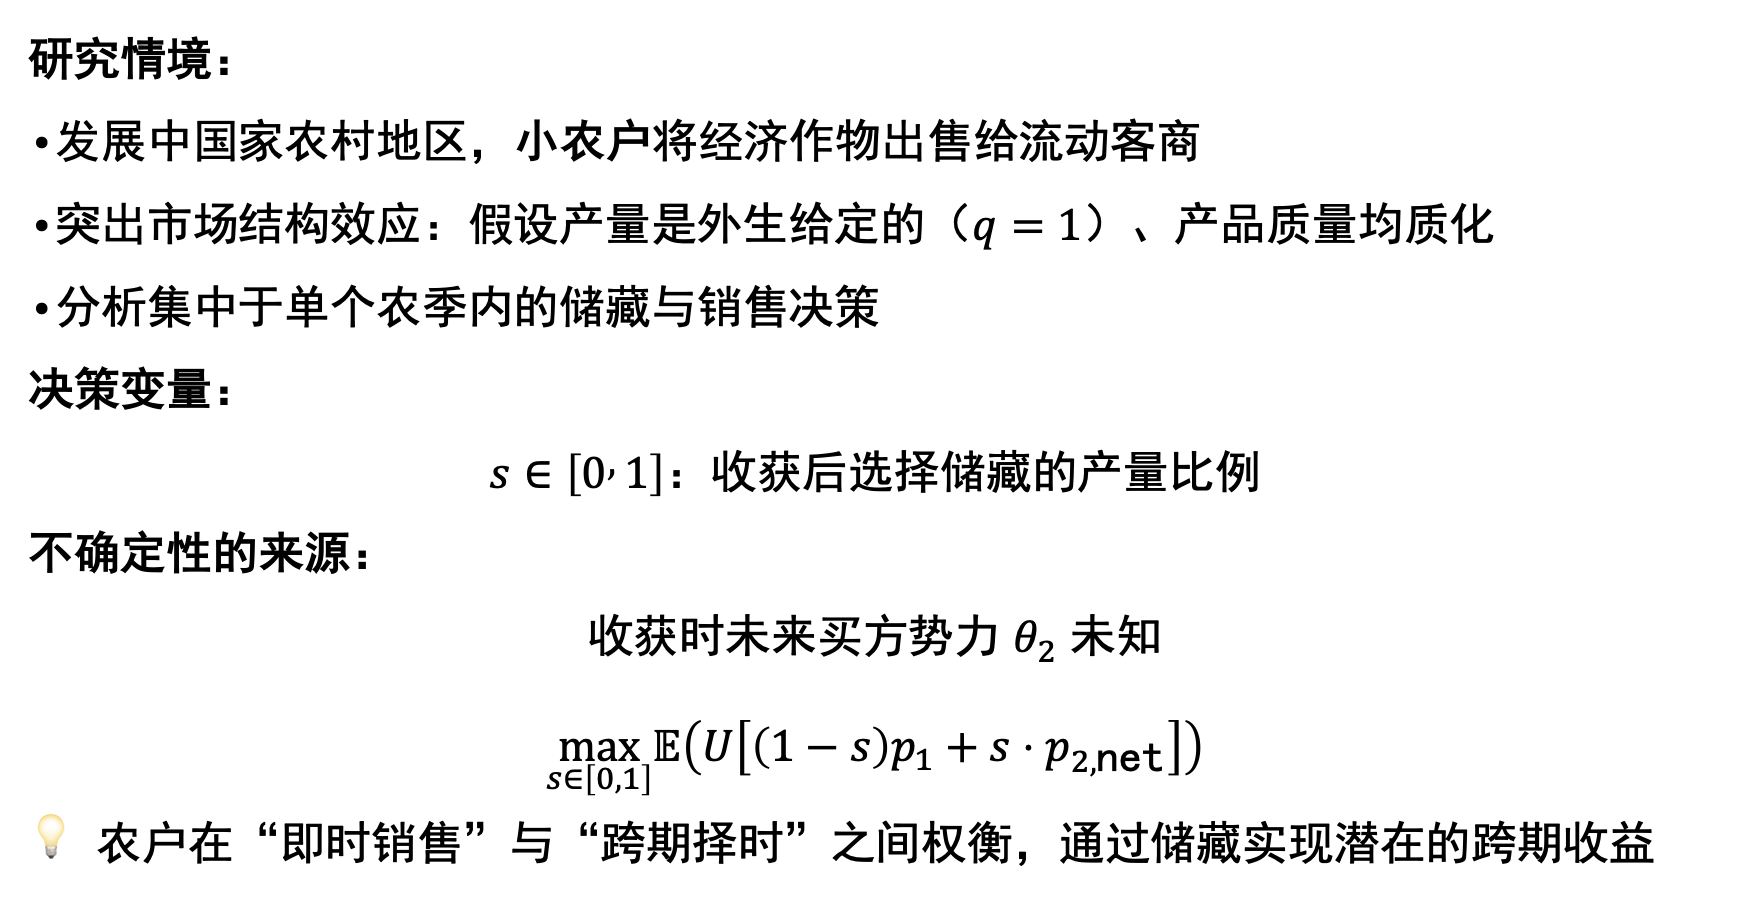 研究情境：
•发展中国家农村地区，小农户将经济作物出售给流动客商
•突出市场结构效应：假设产量是外生给定的（q = 1）、产品质量均质化
•分析集中于单个农季内的储藏与销售决策
决策变量：
s ∈ [0, 1]：收获后选择储藏的产量比例
不确定性的来源：
收获时未来买方势力 θ₂ 未知
max_{s∈[0,1]} 𝔼(U[(1 − s)p₁ + s · p_{2,net}])
💡 农户在“即时销售”与“跨期择时”之间权衡，通过储藏实现潜在的跨期收益